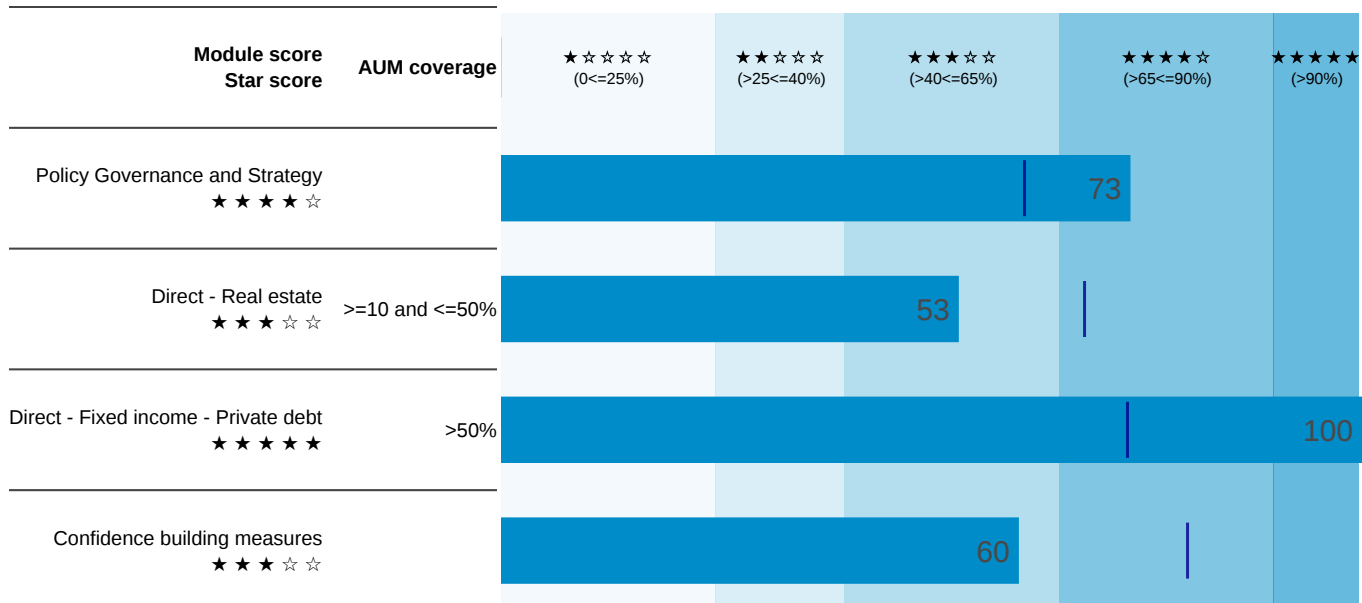 Module score
Star score
AUM coverage
★☆☆☆☆
(0<=25%)
★★☆☆☆
(>25<=40%)
★★★☆☆
(>40<=65%)
★★★★☆
(>65<=90%)
★★★★★
(>90%)
Policy Governance and Strategy
★★★★☆
73
Direct - Real estate
★★★☆☆
>=10 and <=50%
53
Direct - Fixed income - Private debt
★★★★★
>50%
100
Confidence building measures
★★★☆☆
60